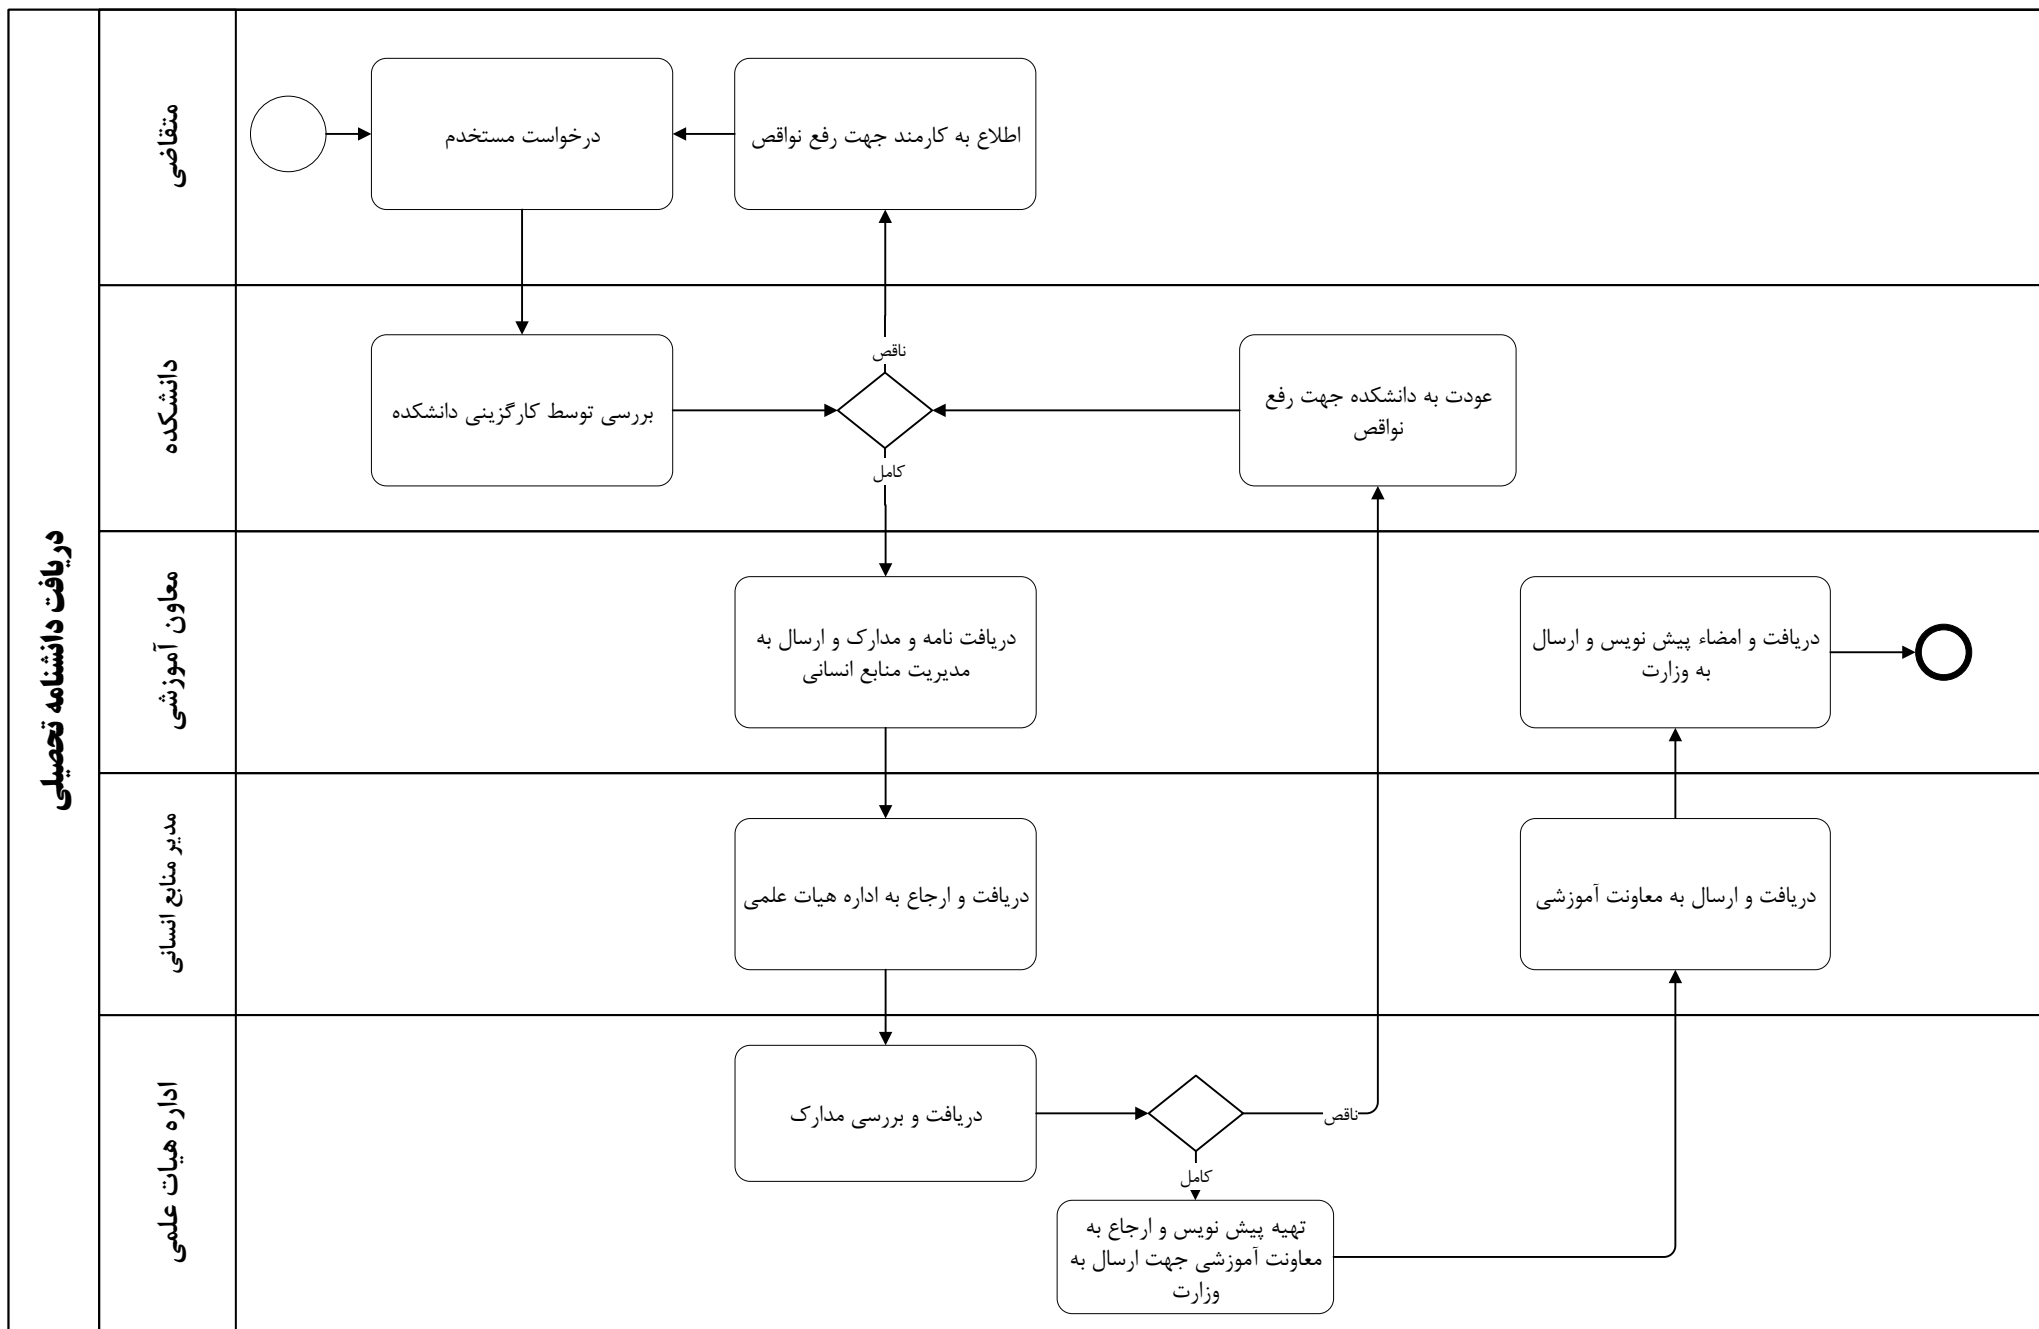 دریافت دانشنامه تحصیلی
متقاضی
درخواست مستخدم
اطلاع به کارمند جهت رفع نواقص
دانشکده
بررسی توسط کارگزینی دانشکده
ناقص
کامل
عودت به دانشکده جهت رفع
نواقص
معاون آموزشی
دریافت نامه و مدارک و ارسال به
مدیریت منابع انسانی
دریافت و امضاء پیش نویس و ارسال
به وزارت
مدیر منابع انسانی
دریافت و ارجاع به اداره هیات علمی
دریافت و ارسال به معاونت آموزشی
اداره هیات علمی
دریافت و بررسی مدارک
ناقص
کامل
تهیه پیش نویس و ارجاع به
معاونت آموزشی جهت ارسال به
وزارت